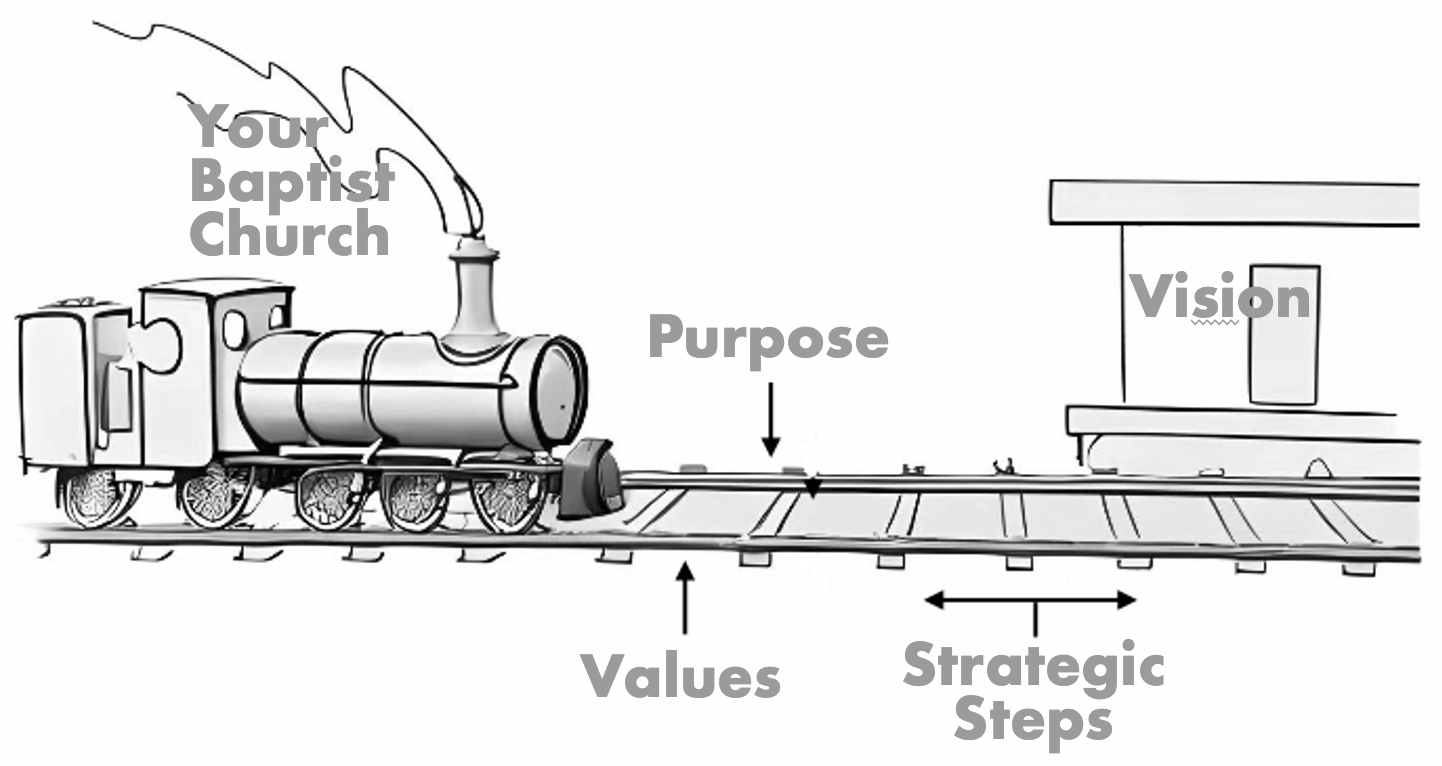 Your
Baptist
Church
Vision
Purpose
Values
Strategic
Steps